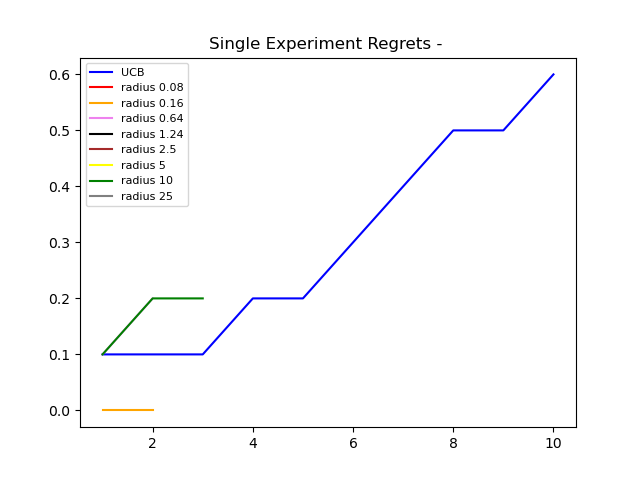 Single Experiment Regrets -
UCB
radius 0.08
radius 0.16
radius 0.64
radius 1.24
radius 2.5
radius 5
radius 10
radius 25
0.6
0.5
0.4
0.3
0.2
0.1
0.0
2 4 6 8 10